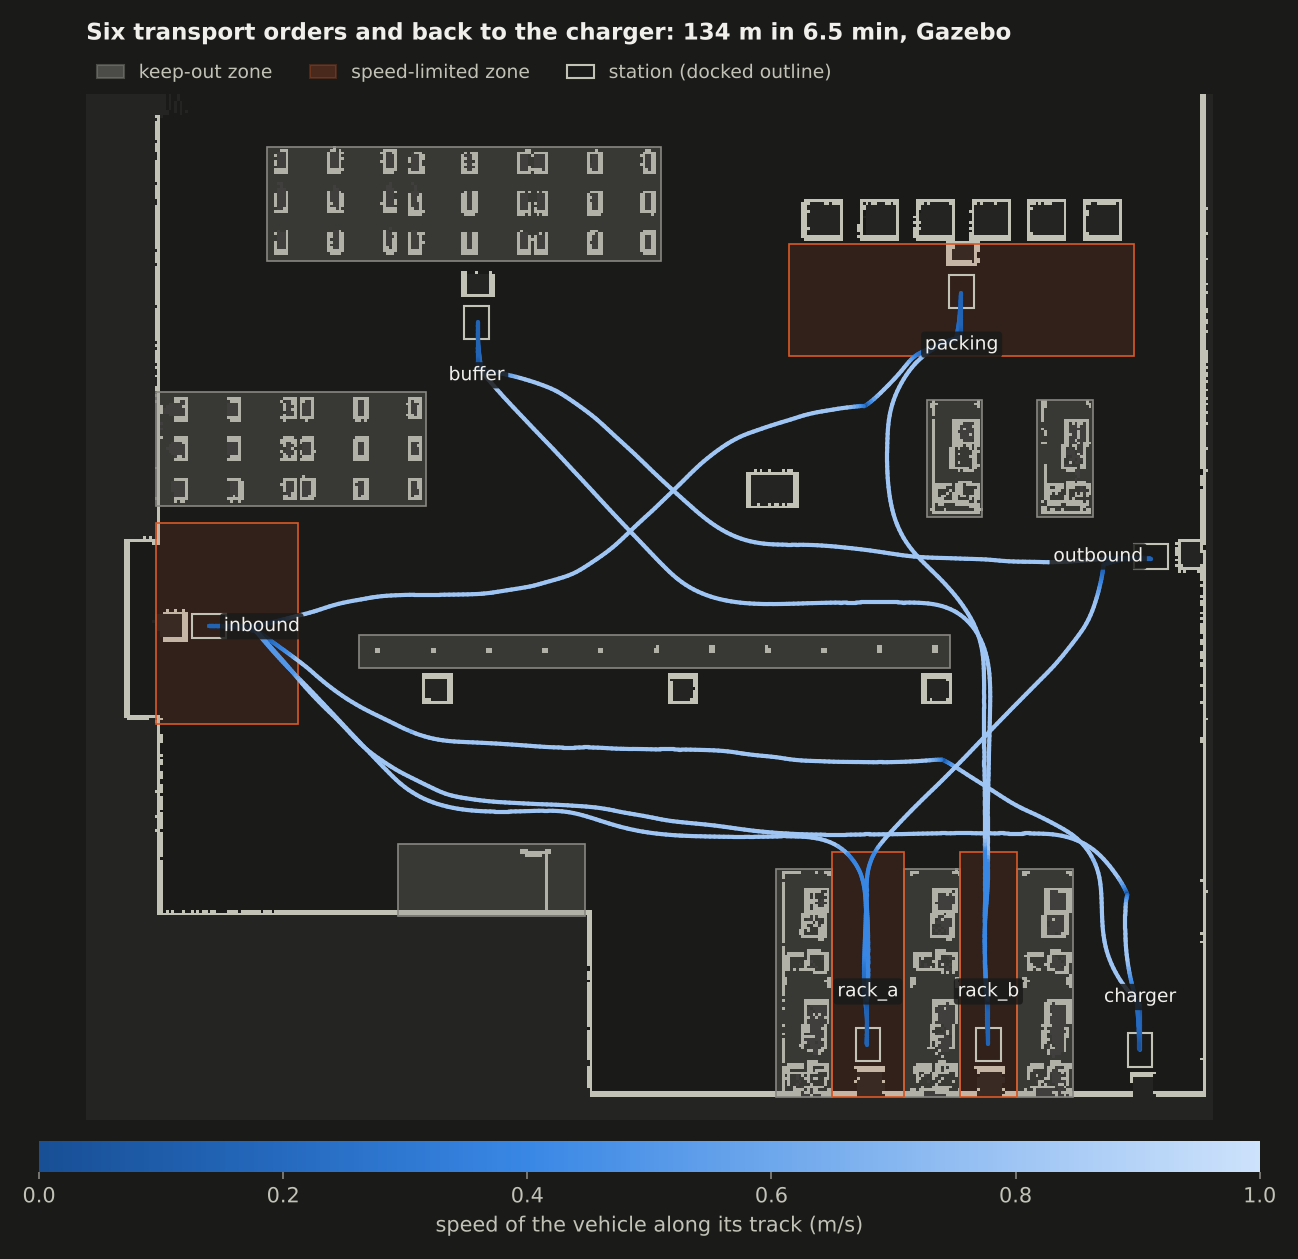 Six transport orders and back to the charger: 134 m in 6.5 min, Gazebo
keep-out zone
speed-limited zone
station (docked outline)
packing
buffer
outbound
inbound
rack_a
rack_b
charger
0.0
0.2
0.4
0.6
0.8
1.0
speed of the vehicle along its track (m/s)